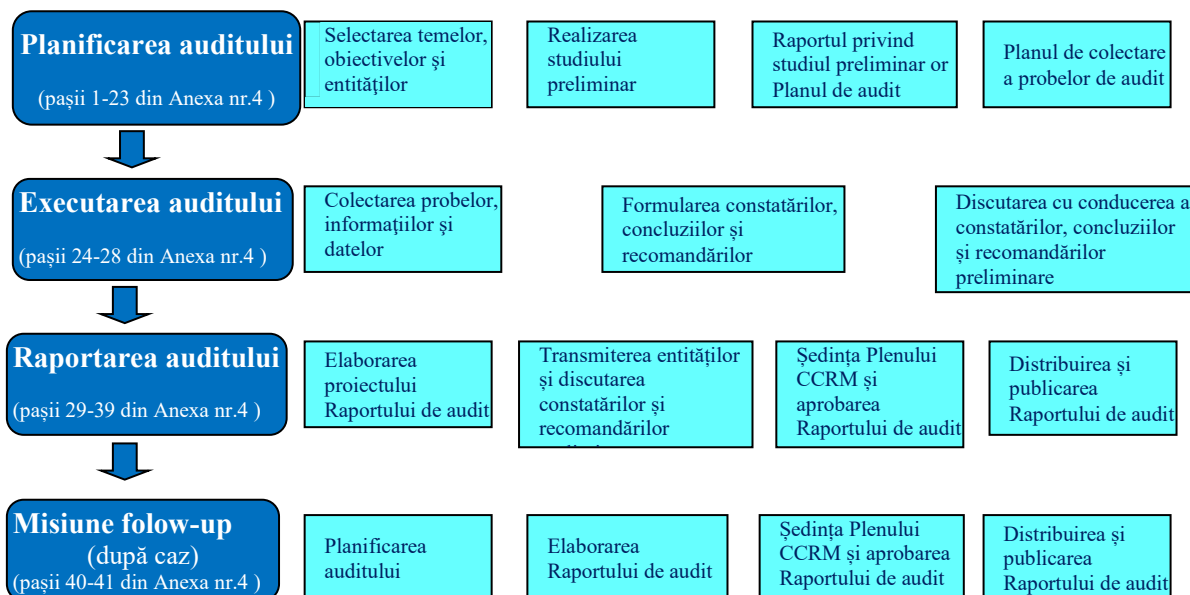 Planificarea auditului
(pașii 1-23 din Anexa nr.4 )
Selectarea temelor,
obiectivelor şi
entităţilor
Realizarea
studiului
preliminar
Raportul privind
studiul preliminar or
Planul de audit
Planul de colectare
a probelor de audit
Executarea auditului
(pașii 24-28 din Anexa nr.4 )
Colectarea probelor,
informaţiilor şi
datelor
Formularea constatărilor,
concluziilor și
recomandărilor
Discutarea cu conducerea a
constatărilor, concluziilor
și recomandărilor
preliminare
Raportarea auditului
(pașii 29-39 din Anexa nr.4 )
Elaborarea
proiectului
Raportului de audit
Transmiterea entităților
și discutarea
constatărilor și
recomandărilor
Ședința Plenului
CCRM și
aprobarea
Raportului de audit
Distribuirea și
publicarea
Raportului de audit
Misiune folow-up
(după caz)
(pașii 40-41 din Anexa nr.4 )
Planificarea
auditului
Elaborarea
Raportului de audit
Ședința Plenului
CCRM și aprobarea
Raportului de audit
Distribuirea și
publicarea
Raportului de audit